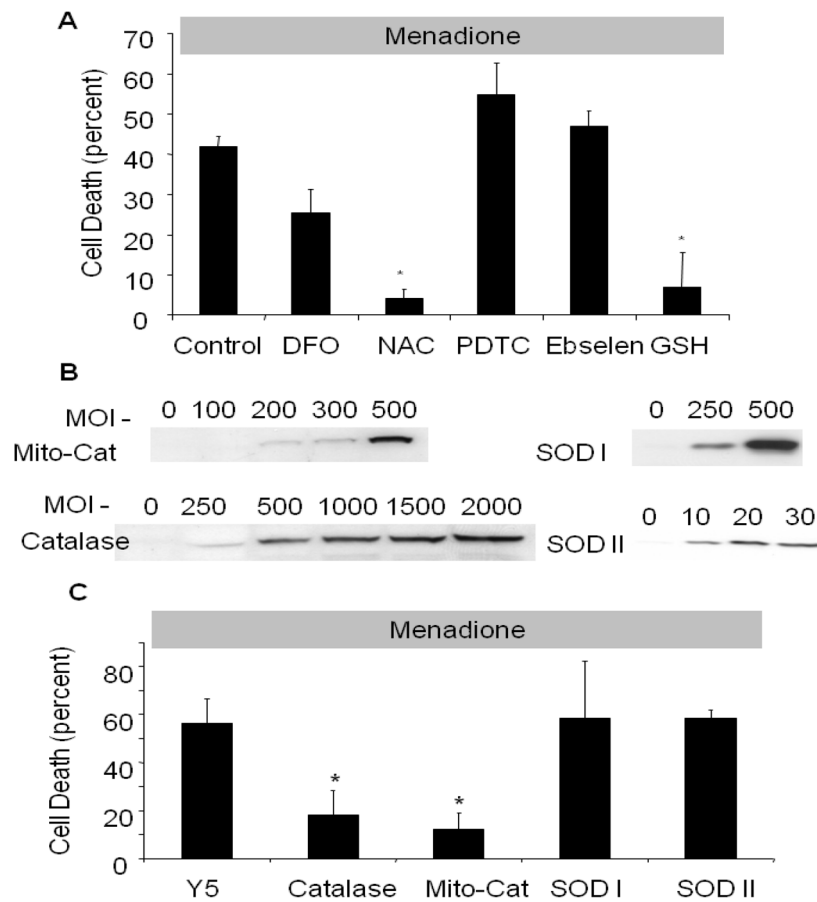 A
Menadione
Cell Death (percent)
70
60
50
40
30
20
10
0
*
*
Control DFO NAC PDTC Ebselen GSH
B
MOI - 0 100 200 300 500
Mito-Cat
0 250 500
SOD I
MOI - 0 250 500 1000 1500 2000
Catalase
0 10 20 30
SOD II
C
Menadione
Cell Death (percent)
80
60
40
20
0
*
*
Y5 Catalase Mito-Cat SOD I SOD II